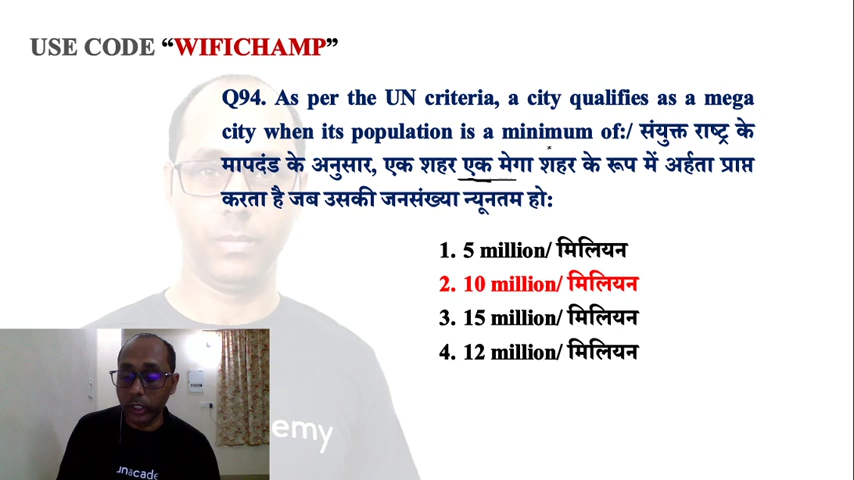 USE CODE “WIFICHAMP”
Q94. As per the UN criteria, a city qualifies as a mega
city when its population is a minimum of:/ संयुक्त राष्ट्र के
मापदंड के अनुसार, एक शहर एक मेगा शहर के रूप में अर्हता प्राप्त
करता है जब उसकी जनसंख्या न्यूनतम हो:
1. 5 million/ मिलियन
2. 10 million/ मिलियन
3. 15 million/ मिलियन
4. 12 million/ मिलियन
emy
unacade